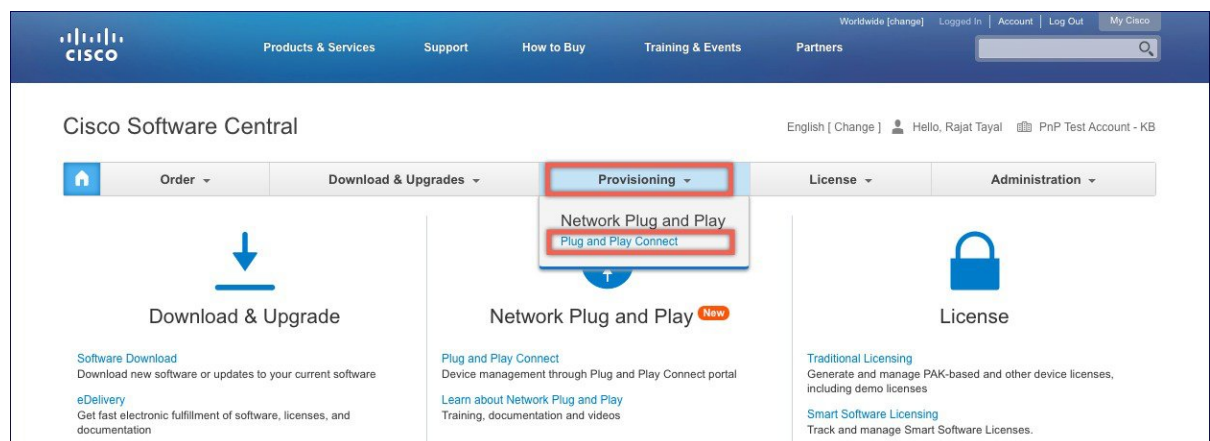 Worldwide [change] Logged In | Account | Log Out My Cisco
CISCO
Products & Services Support How to Buy Training & Events Partners
Cisco Software Central
English [ Change ] Hello, Rajat Tayal PnP Test Account - KB
Order Download & Upgrades Provisioning License Administration
Network Plug and Play
Plug and Play Connect
Download & Upgrade
Software Download
Download new software or updates to your current software
eDelivery
Get fast electronic fulfillment of software, licenses, and
documentation
Network Plug and Play New
Plug and Play Connect
Device management through Plug and Play Connect portal
Learn about Network Plug and Play
Training, documentation and videos
License
Traditional Licensing
Generate and manage PAK-based and other device licenses,
including demo licenses
Smart Software Licensing
Track and manage Smart Software Licenses.